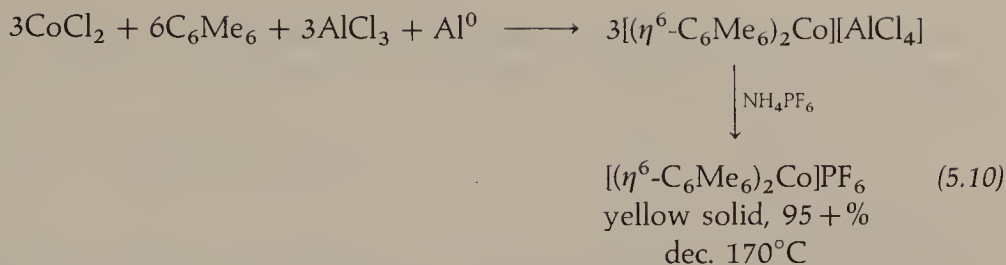 3CoCl₂ + 6C₆Me₆ + 3AlCl₃ + Al⁰ ⟶ 3[(η⁶-C₆Me₆)₂Co][AlCl₄]
NH₄PF₆
[(η⁶-C₆Me₆)₂Co]PF₆ (5.10)
yellow solid, 95+%
dec. 170°C